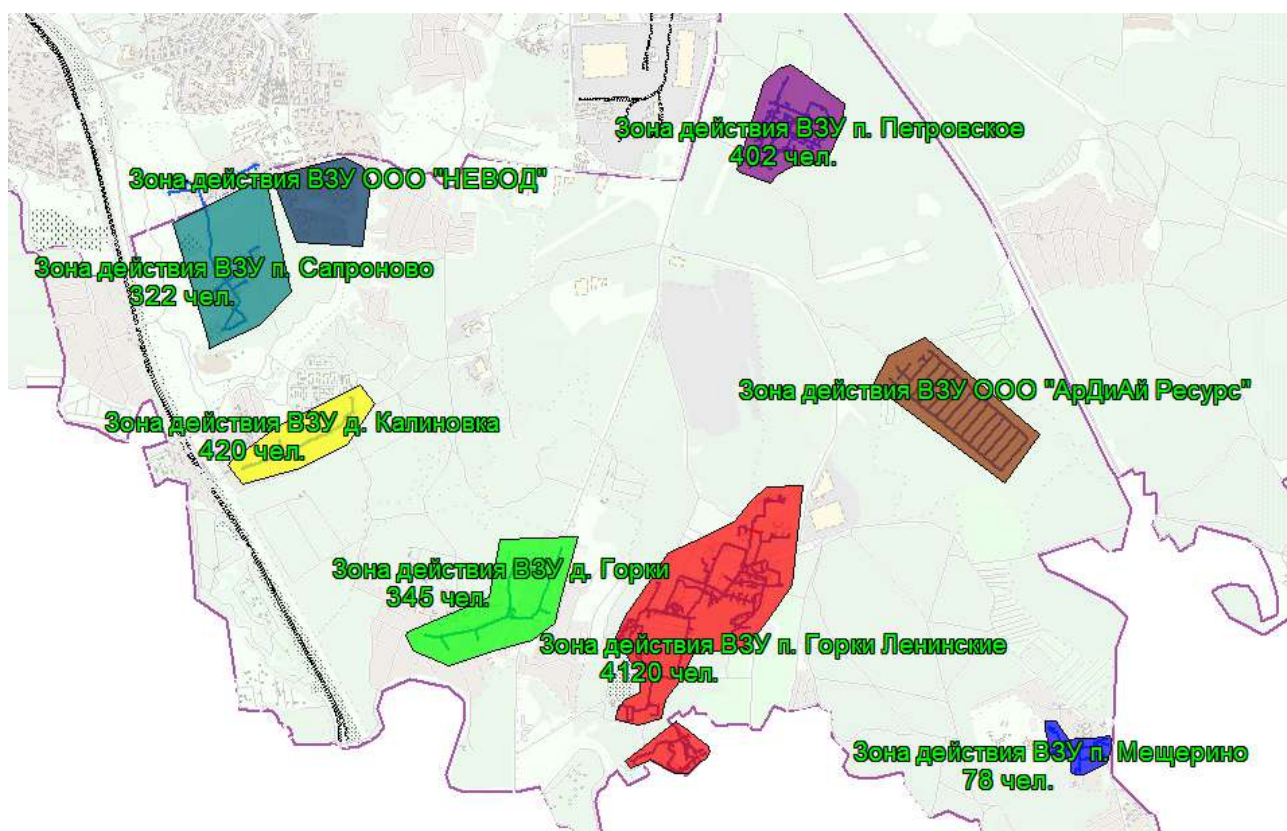 Зона действия ВЗУ п. Петровское
402 чел.
Зона действия ВЗУ ООО "НЕВОД"
Зона действия ВЗУ п. Сапроново
322 чел.
Зона действия ВЗУ ООО "АрДиАй Ресурс"
Зона действия ВЗУ д. Калиновка
420 чел.
Зона действия ВЗУ д. Горки
345 чел.
Зона действия ВЗУ п. Горки Ленинские
4120 чел.
Зона действия ВЗУ п. Мещерино
78 чел.